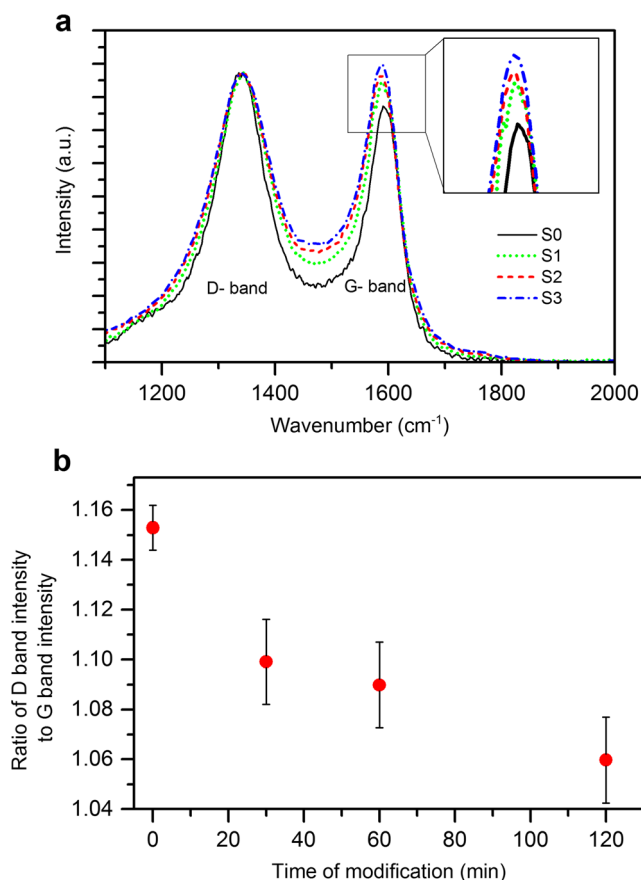 a
Intensity (a.u.)
D- band
G- band
S0
S1
S2
S3
1200
1400
1600
1800
2000
Wavenumber (cm⁻¹)
b
Ratio of D band intensity
to G band intensity
1.16
1.14
1.12
1.10
1.08
1.06
1.04
0
20
40
60
80
100
120
Time of modification (min)